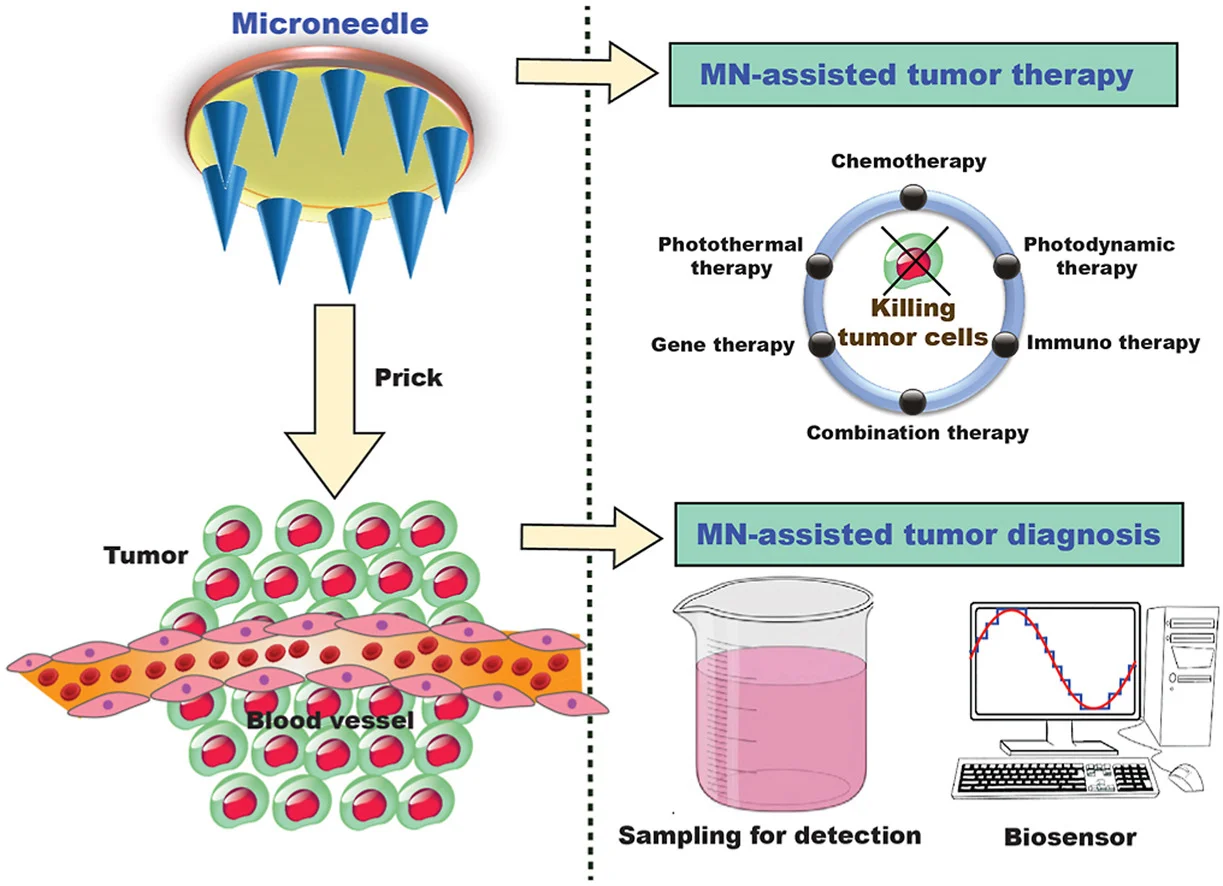 Microneedle
Prick
Tumor
Blood vessel
MN-assisted tumor therapy
Chemotherapy
Photothermal
therapy
Photodynamic
therapy
Killing
tumor cells
Gene therapy
Immuno therapy
Combination therapy
MN-assisted tumor diagnosis
Sampling for detection
Biosensor